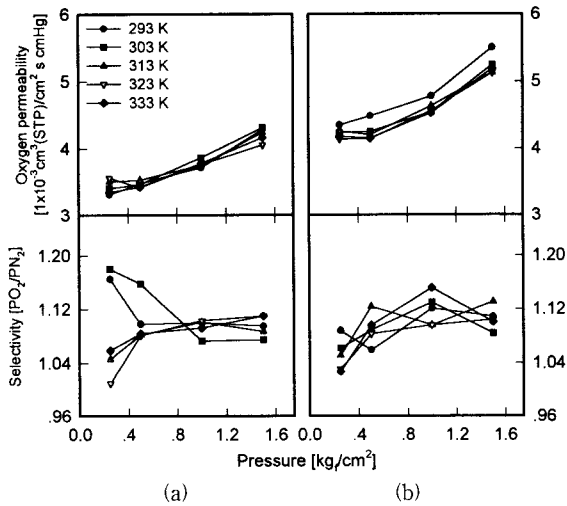 6
5
4
3
293 K
303 K
313 K
323 K
333 K
Oxygen permeability
[1x10⁻³cm³(STP)/cm² s cmHg]
6
5
4
3
1.20
1.12
1.04
.96
Selectivity [PO₂/PN₂]
1.20
1.12
1.04
.96
0.0 .4 .8 1.2 1.6 0.0 .4 .8 1.2 1.6
Pressure [kgf/cm²]
(a) (b)